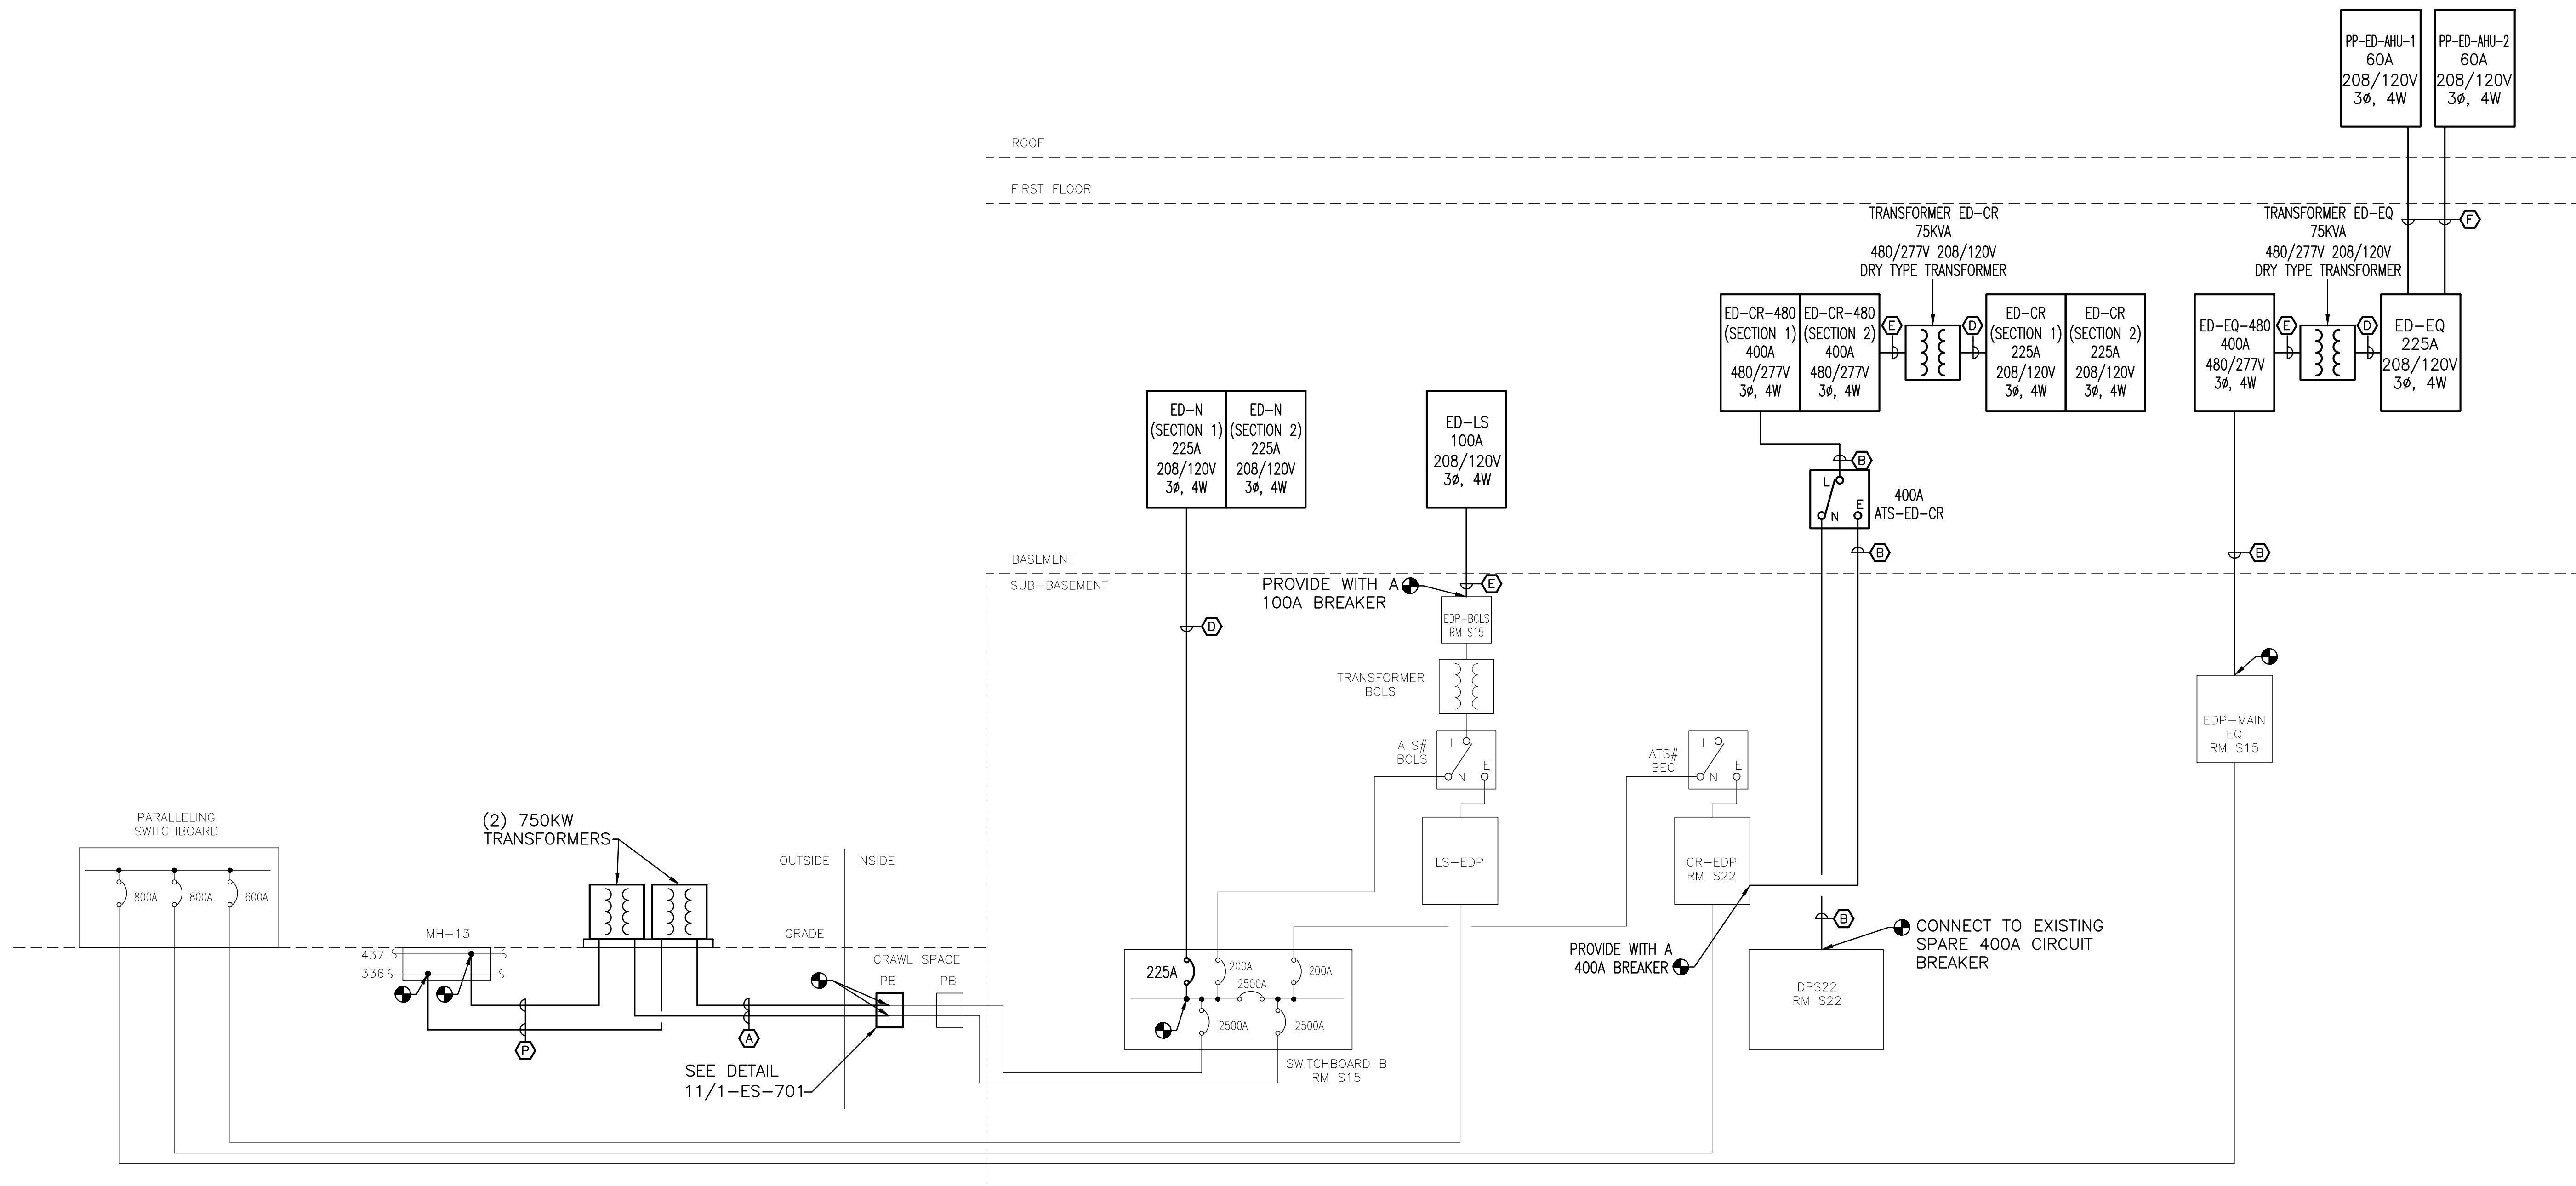 PP-ED-AHU-1
60A
208/120V
3ø, 4W
PP-ED-AHU-2
60A
208/120V
3ø, 4W
ROOF
FIRST FLOOR
TRANSFORMER ED-CR
75KVA
480/277V 208/120V
DRY TYPE TRANSFORMER
TRANSFORMER ED-EQ
75KVA
480/277V 208/120V
DRY TYPE TRANSFORMER
F
ED-CR-480
(SECTION 1)
400A
480/277V
3ø, 4W
ED-CR-480
(SECTION 2)
400A
480/277V
3ø, 4W
E
D
ED-CR
(SECTION 1)
225A
208/120V
3ø, 4W
ED-CR
(SECTION 2)
225A
208/120V
3ø, 4W
ED-EQ-480
400A
480/277V
3ø, 4W
E
D
ED-EQ
225A
208/120V
3ø, 4W
ED-N
(SECTION 1)
225A
208/120V
3ø, 4W
ED-N
(SECTION 2)
225A
208/120V
3ø, 4W
ED-LS
100A
208/120V
3ø, 4W
B
L
N
E
400A
ATS-ED-CR
B
B
BASEMENT
SUB-BASEMENT
PROVIDE WITH A
100A BREAKER
E
EDP-BCLS
RM S15
D
TRANSFORMER
BCLS
EDP-MAIN
EQ
RM S15
ATS#
BCLS
L
N
E
ATS#
BEC
L
N
E
PARALLELING
SWITCHBOARD
800A
800A
600A
(2) 750KW
TRANSFORMERS
OUTSIDE
INSIDE
LS-EDP
CR-EDP
RM S22
MH-13
437
336
GRADE
CRAWL SPACE
PB
PB
P
A
SEE DETAIL
11/1-ES-701
225A
200A
2500A
200A
2500A
2500A
SWITCHBOARD B
RM S15
PROVIDE WITH A
400A BREAKER
B
CONNECT TO EXISTING
SPARE 400A CIRCUIT
BREAKER
DPS22
RM S22